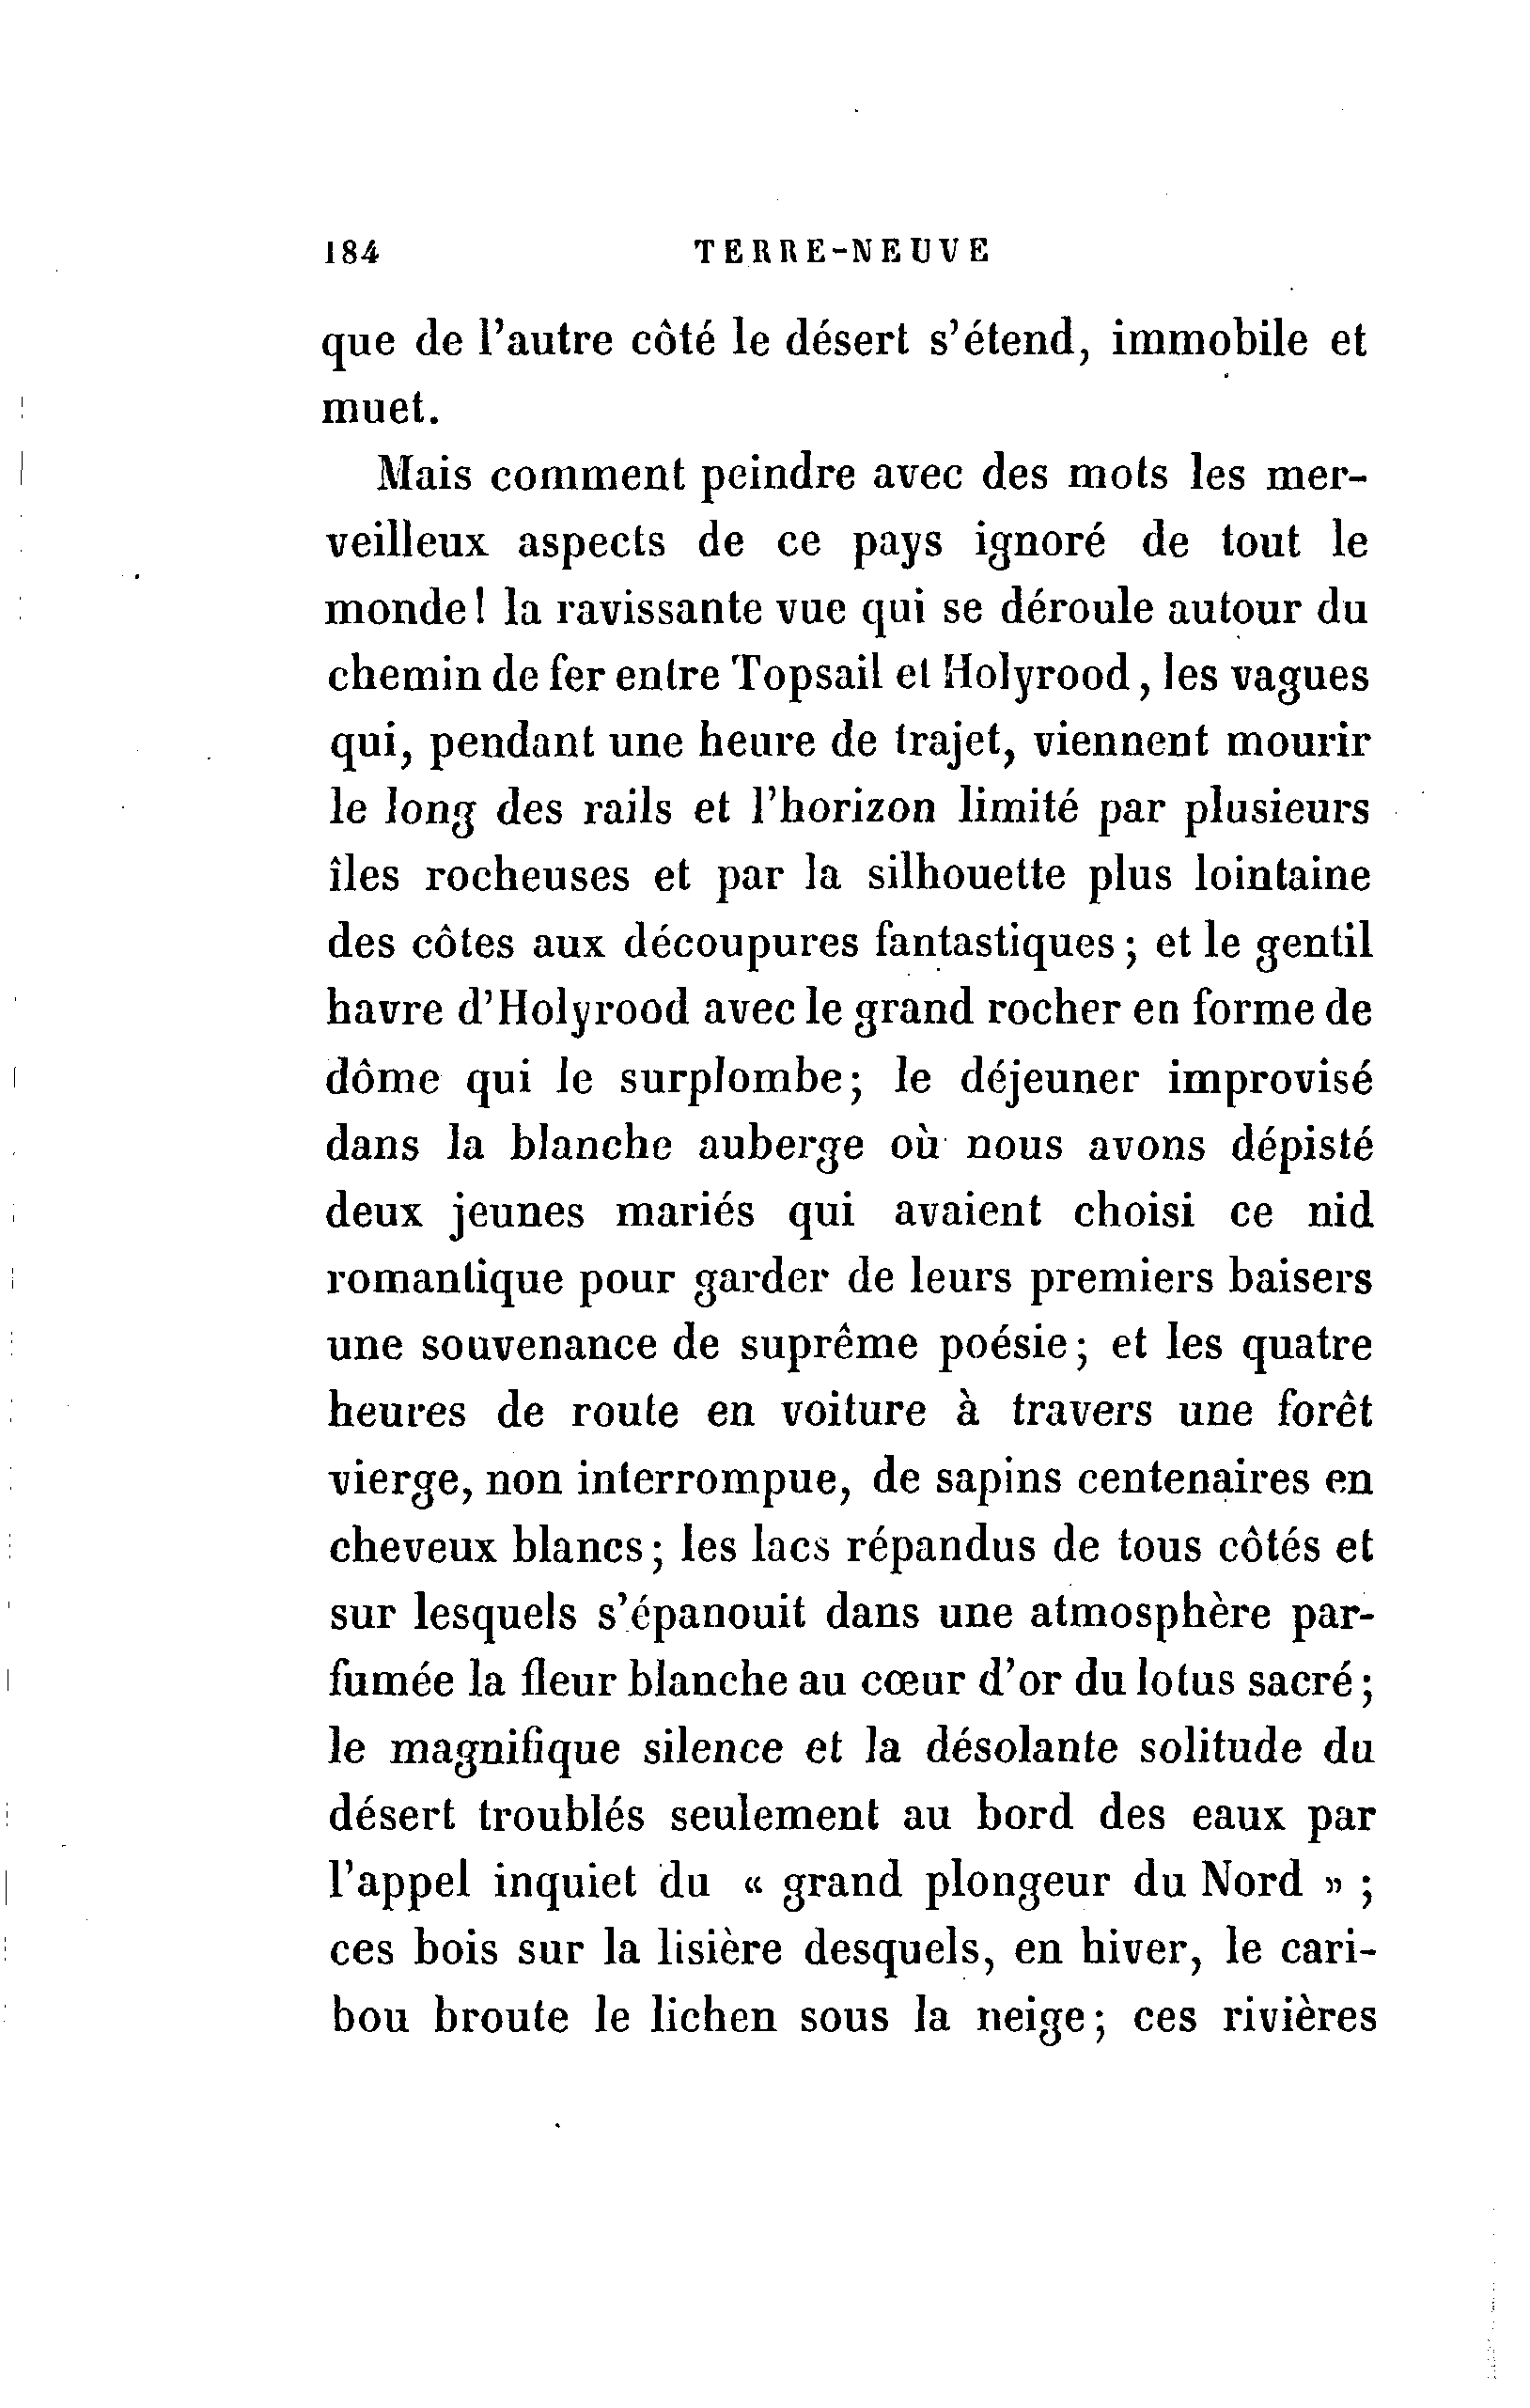 184 TERRE-NEUVE
que de l'autre côté le désert s'étend, immobile et
muet.
Mais comment peindre avec des mots les mer-
veilleux aspects de ce pays ignoré de tout le
monde! la ravissante vue qui se déroule autour du
chemin de fer entre Topsail et Holyrood, les vagues
qui, pendant une heure de trajet, viennent mourir
le long des rails et l'horizon limité par plusieurs
îles rocheuses et par la silhouette plus lointaine
des côtes aux découpures fantastiques; et le gentil
havre d'Holyrood avec le grand rocher en forme de
dôme qui le surplombe; le déjeuner improvisé
dans la blanche auberge où nous avons dépisté
deux jeunes mariés qui avaient choisi ce nid
romantique pour garder de leurs premiers baisers
une souvenance de suprême poésie; et les quatre
heures de route en voiture à travers une forêt
vierge, non interrompue, de sapins centenaires en
cheveux blancs; les lacs répandus de tous côtés et
sur lesquels s'épanouit dans une atmosphère par-
fumée la fleur blanche au cœur d'or du lotus sacré;
le magnifique silence et la désolante solitude du
désert troublés seulement au bord des eaux par
l'appel inquiet du « grand plongeur du Nord » ;
ces bois sur la lisière desquels, en hiver, le cari-
bou broute le lichen sous la neige; ces rivières